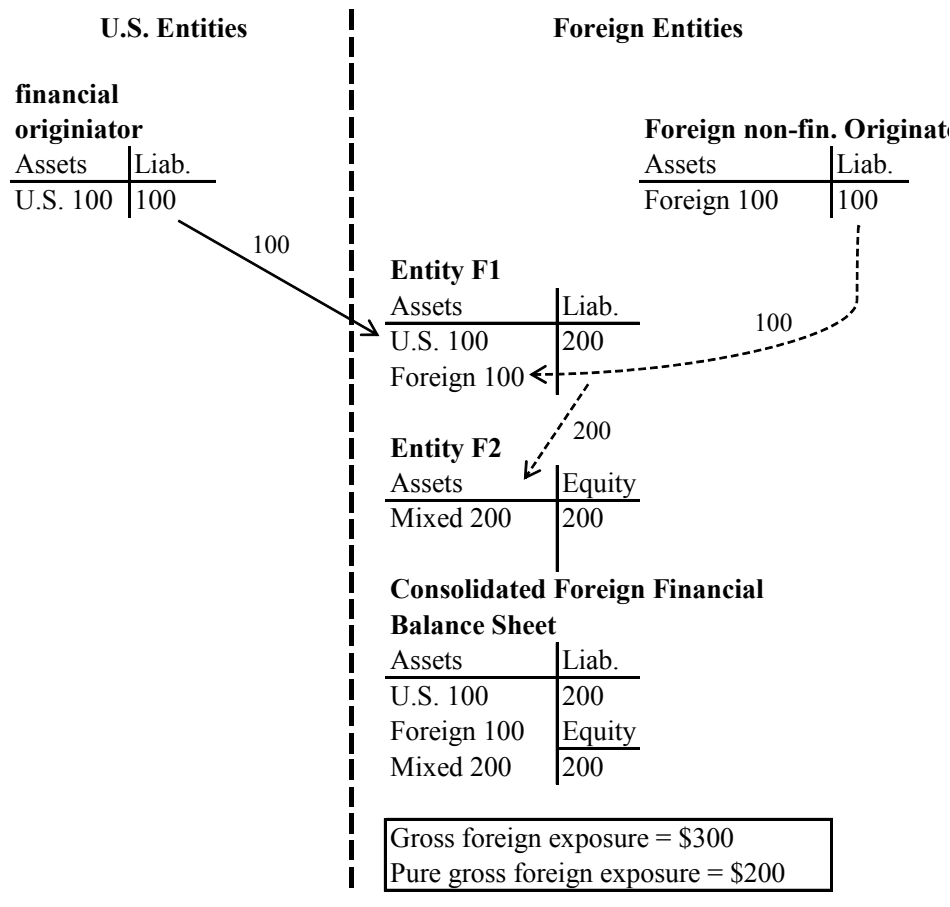 U.S. Entities
Foreign Entities
financial
originiator
Assets Liab.
U.S. 100 100
Foreign non-fin. Originato
Assets Liab.
Foreign 100 100
100
100
Entity F1
Assets Liab.
U.S. 100 200
Foreign 100
200
Entity F2
Assets Equity
Mixed 200 200
Consolidated Foreign Financial
Balance Sheet
Assets Liab.
U.S. 100 200
Foreign 100 Equity
Mixed 200 200
Gross foreign exposure = $300
Pure gross foreign exposure = $200